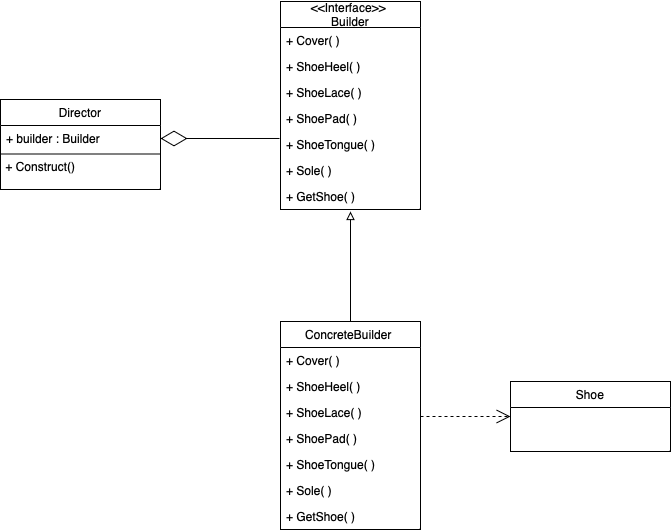 <<Interface>>
Builder
+ Cover( )
+ ShoeHeel( )
+ ShoeLace( )
+ ShoePad( )
+ ShoeTongue( )
+ Sole( )
+ GetShoe( )
Director
+ builder : Builder
+ Construct()
ConcreteBuilder
+ Cover( )
+ ShoeHeel( )
+ ShoeLace( )
+ ShoePad( )
+ ShoeTongue( )
+ Sole( )
+ GetShoe( )
Shoe